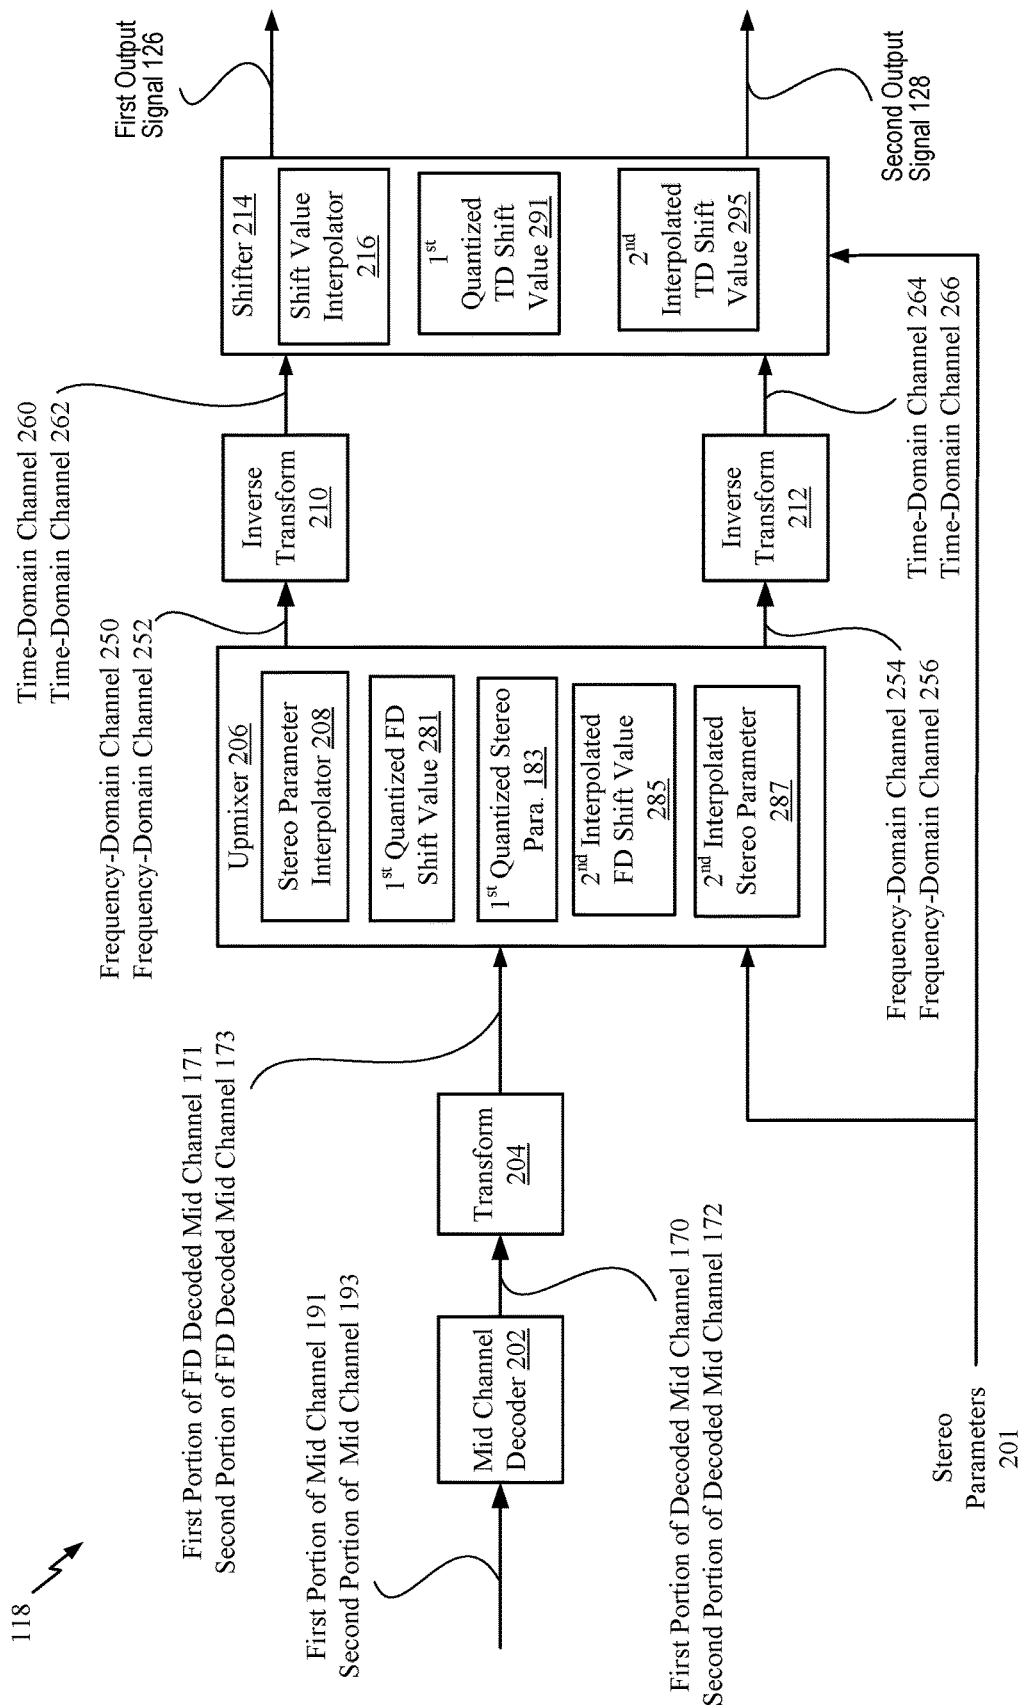 118
First Portion of Mid Channel 191
Second Portion of Mid Channel 193
Mid Channel
Decoder 202
First Portion of Decoded Mid Channel 170
Second Portion of Decoded Mid Channel 172
Transform
204
First Portion of FD Decoded Mid Channel 171
Second Portion of FD Decoded Mid Channel 173
Stereo
Parameters
201
Upmixer 206
Stereo Parameter
Interpolator 208
1st Quantized FD
Shift Value 281
1st Quantized Stereo
Para. 183
2nd Interpolated
FD Shift Value
285
2nd Interpolated
Stereo Parameter
287
Frequency-Domain Channel 250
Frequency-Domain Channel 252
Frequency-Domain Channel 254
Frequency-Domain Channel 256
Inverse
Transform
210
Inverse
Transform
212
Time-Domain Channel 260
Time-Domain Channel 262
Time-Domain Channel 264
Time-Domain Channel 266
Shifter 214
Shift Value
Interpolator
216
1st
Quantized
TD Shift
Value 291
2nd
Interpolated
TD Shift
Value 295
First Output
Signal 126
Second Output
Signal 128